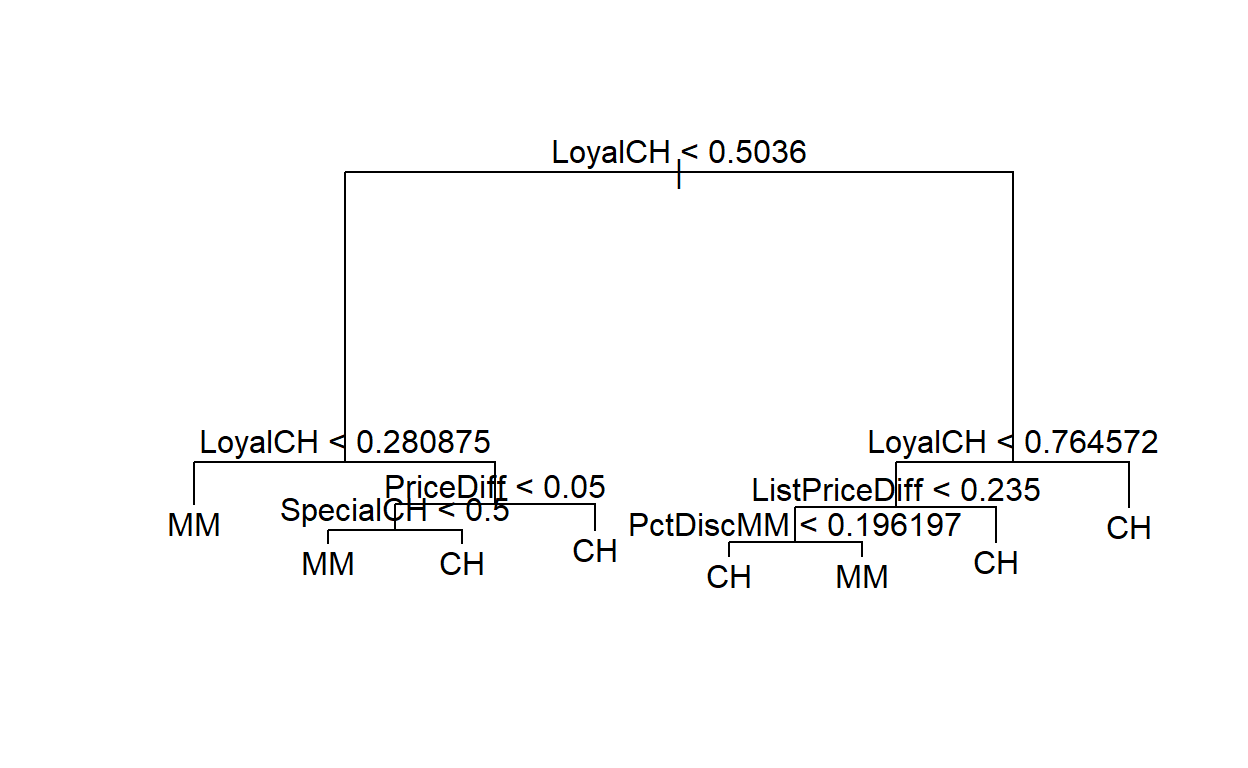 LoyalCH < 0.5036
LoyalCH < 0.280875
LoyalCH < 0.764572
PriceDiff < 0.05
ListPriceDiff < 0.235
SpecialCH < 0.5
PctDiscMM < 0.196197
MM
MM
CH
CH
CH
MM
CH
CH